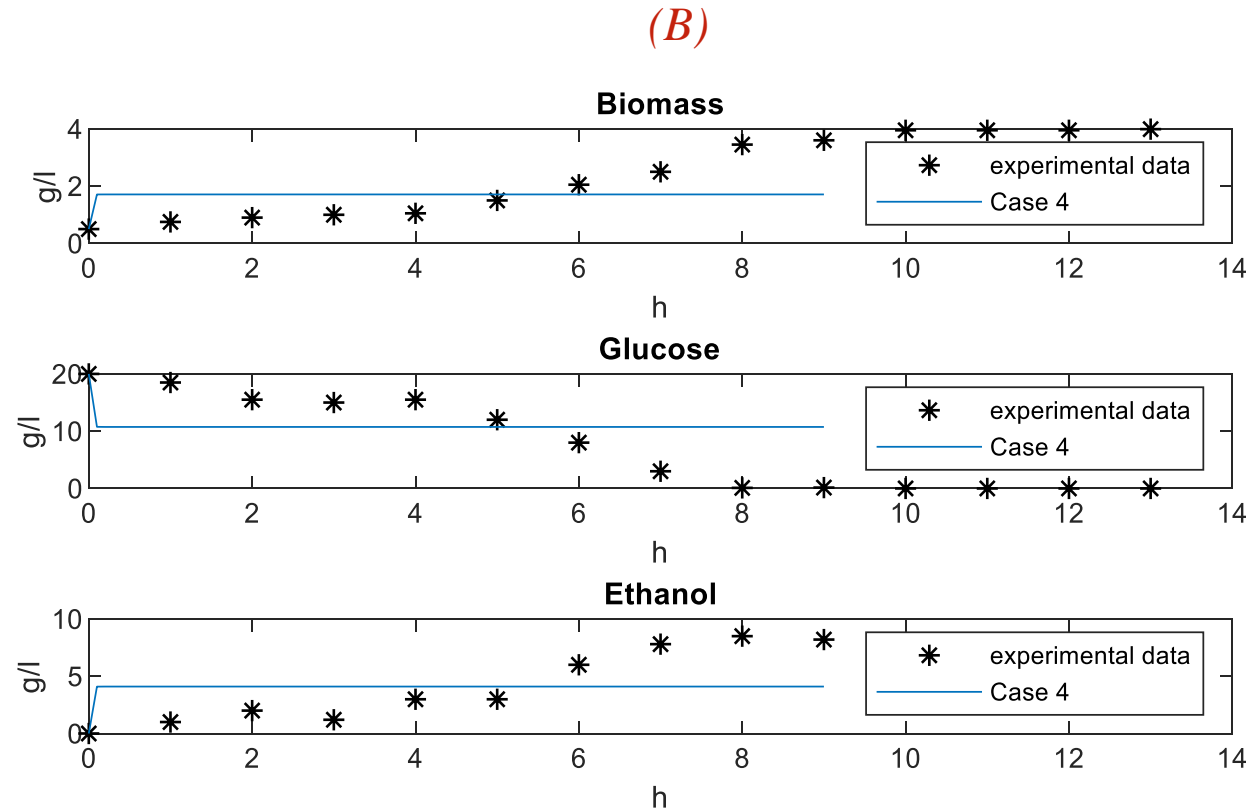 (B)
Biomass
4
2
0
g/l
experimental data
Case 4
0 2 4 6 8 10 12 14
h
Glucose
20
10
0
g/l
experimental data
Case 4
0 2 4 6 8 10 12 14
h
Ethanol
10
5
0
g/l
experimental data
Case 4
0 2 4 6 8 10 12 14
h